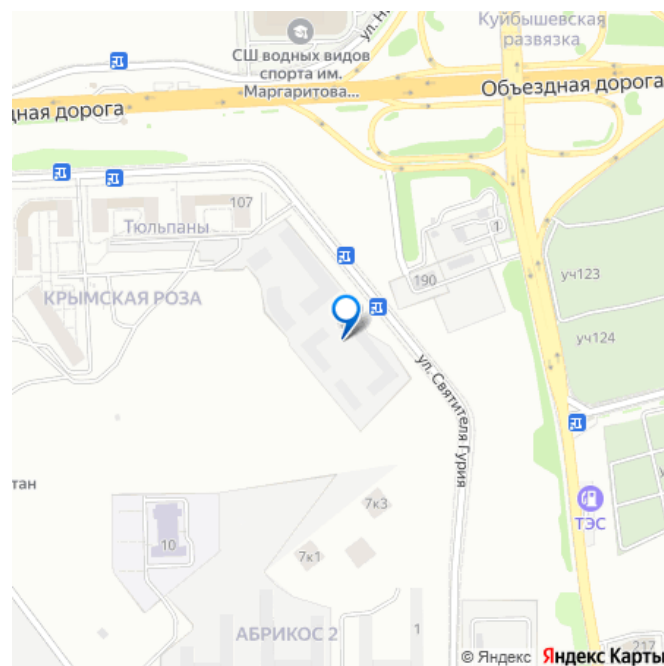 Куйбышевская
развязка
ул. Н
СШ водных видов
спорта им.
Маргаритова...
Объездная дорога
дная дорога
107
Тюльпаны
1
190
уч123
КРЫМСКАЯ РОЗА
уч124
ул. Святителя Гурия
тан
7к3
ТЭС
10
7к1
АБРИКОС 2
1
217
© Яндекс Яндекс Карты